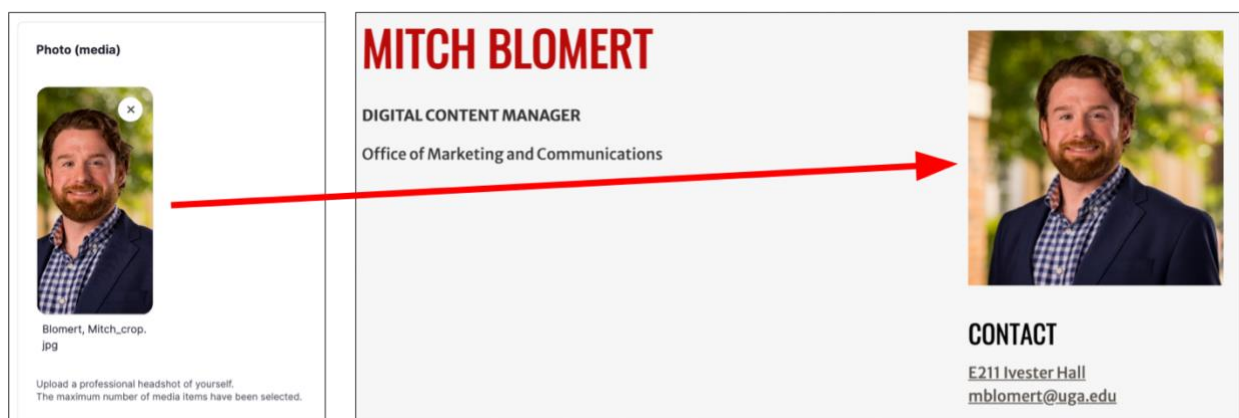 Photo (media)
Blomert, Mitch_crop.
jpg
Upload a professional headshot of yourself.
The maximum number of media items have been selected.
MITCH BLOMERT
DIGITAL CONTENT MANAGER
Office of Marketing and Communications
CONTACT
E211 Ivester Hall
mblomert@uga.edu